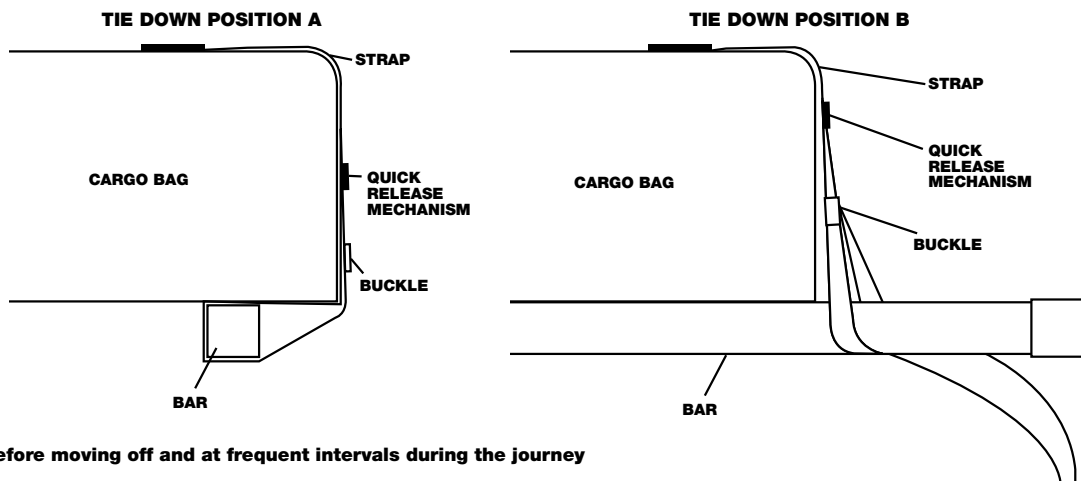 TIE DOWN POSITION A
STRAP
CARGO BAG
QUICK
RELEASE
MECHANISM
BUCKLE
BAR
TIE DOWN POSITION B
STRAP
QUICK
RELEASE
MECHANISM
CARGO BAG
BUCKLE
BAR
efore moving off and at frequent intervals during the journey